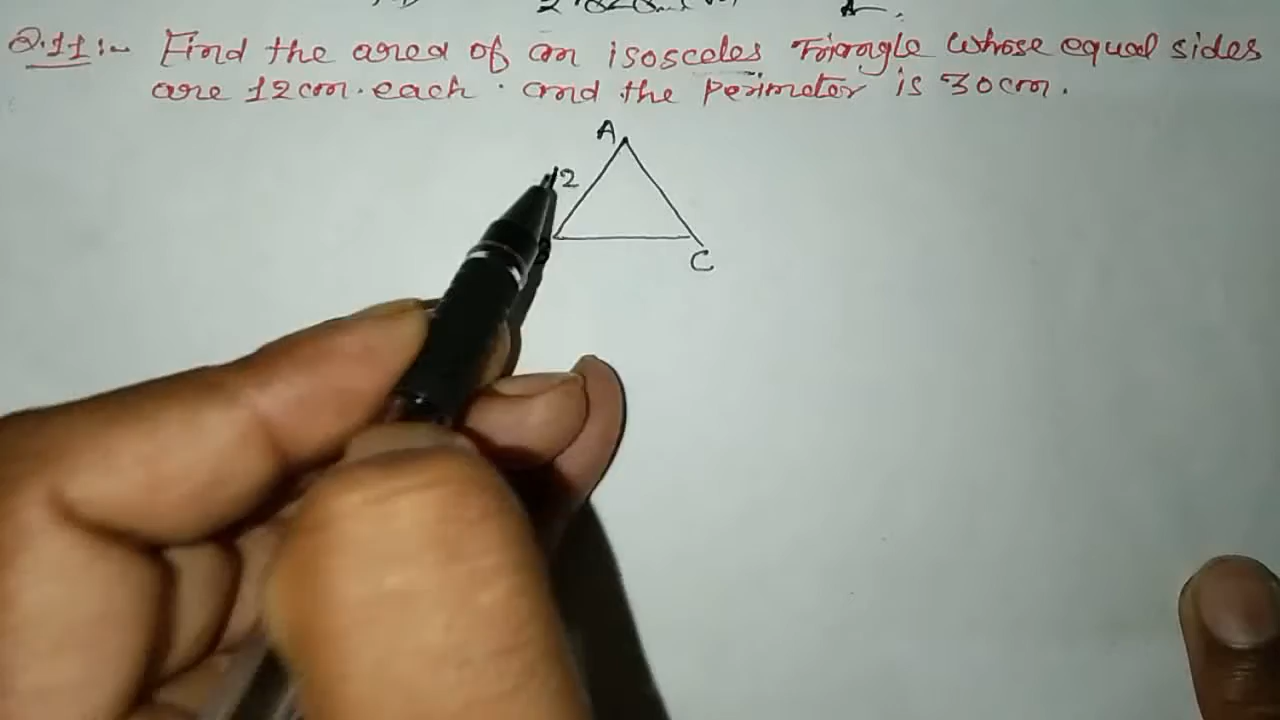 Q.11:- Find the area of an isosceles Triangle whose equal sides
are 12cm. each. and the perimeter is 30cm.
A
12
C